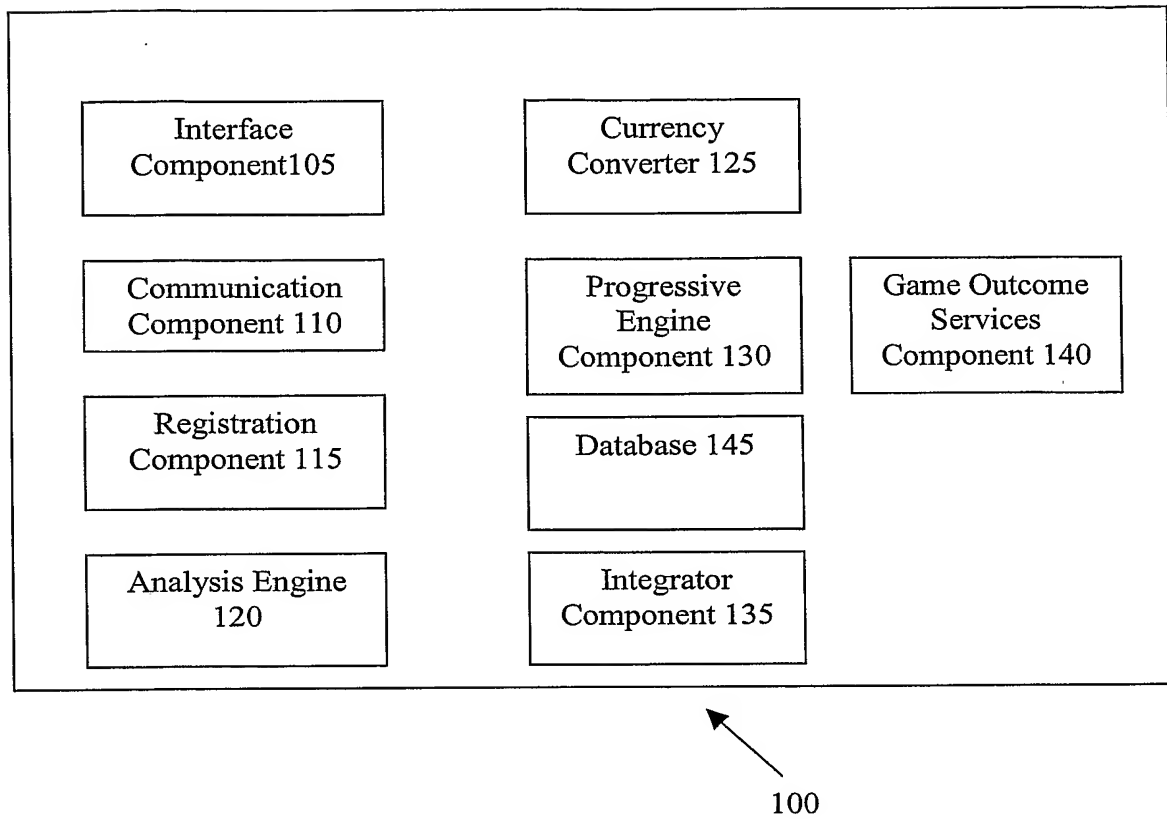 Interface
Component105
Currency
Converter 125
Communication
Component 110
Progressive
Engine
Component 130
Game Outcome
Services
Component 140
Registration
Component 115
Database 145
Analysis Engine
120
Integrator
Component 135
100